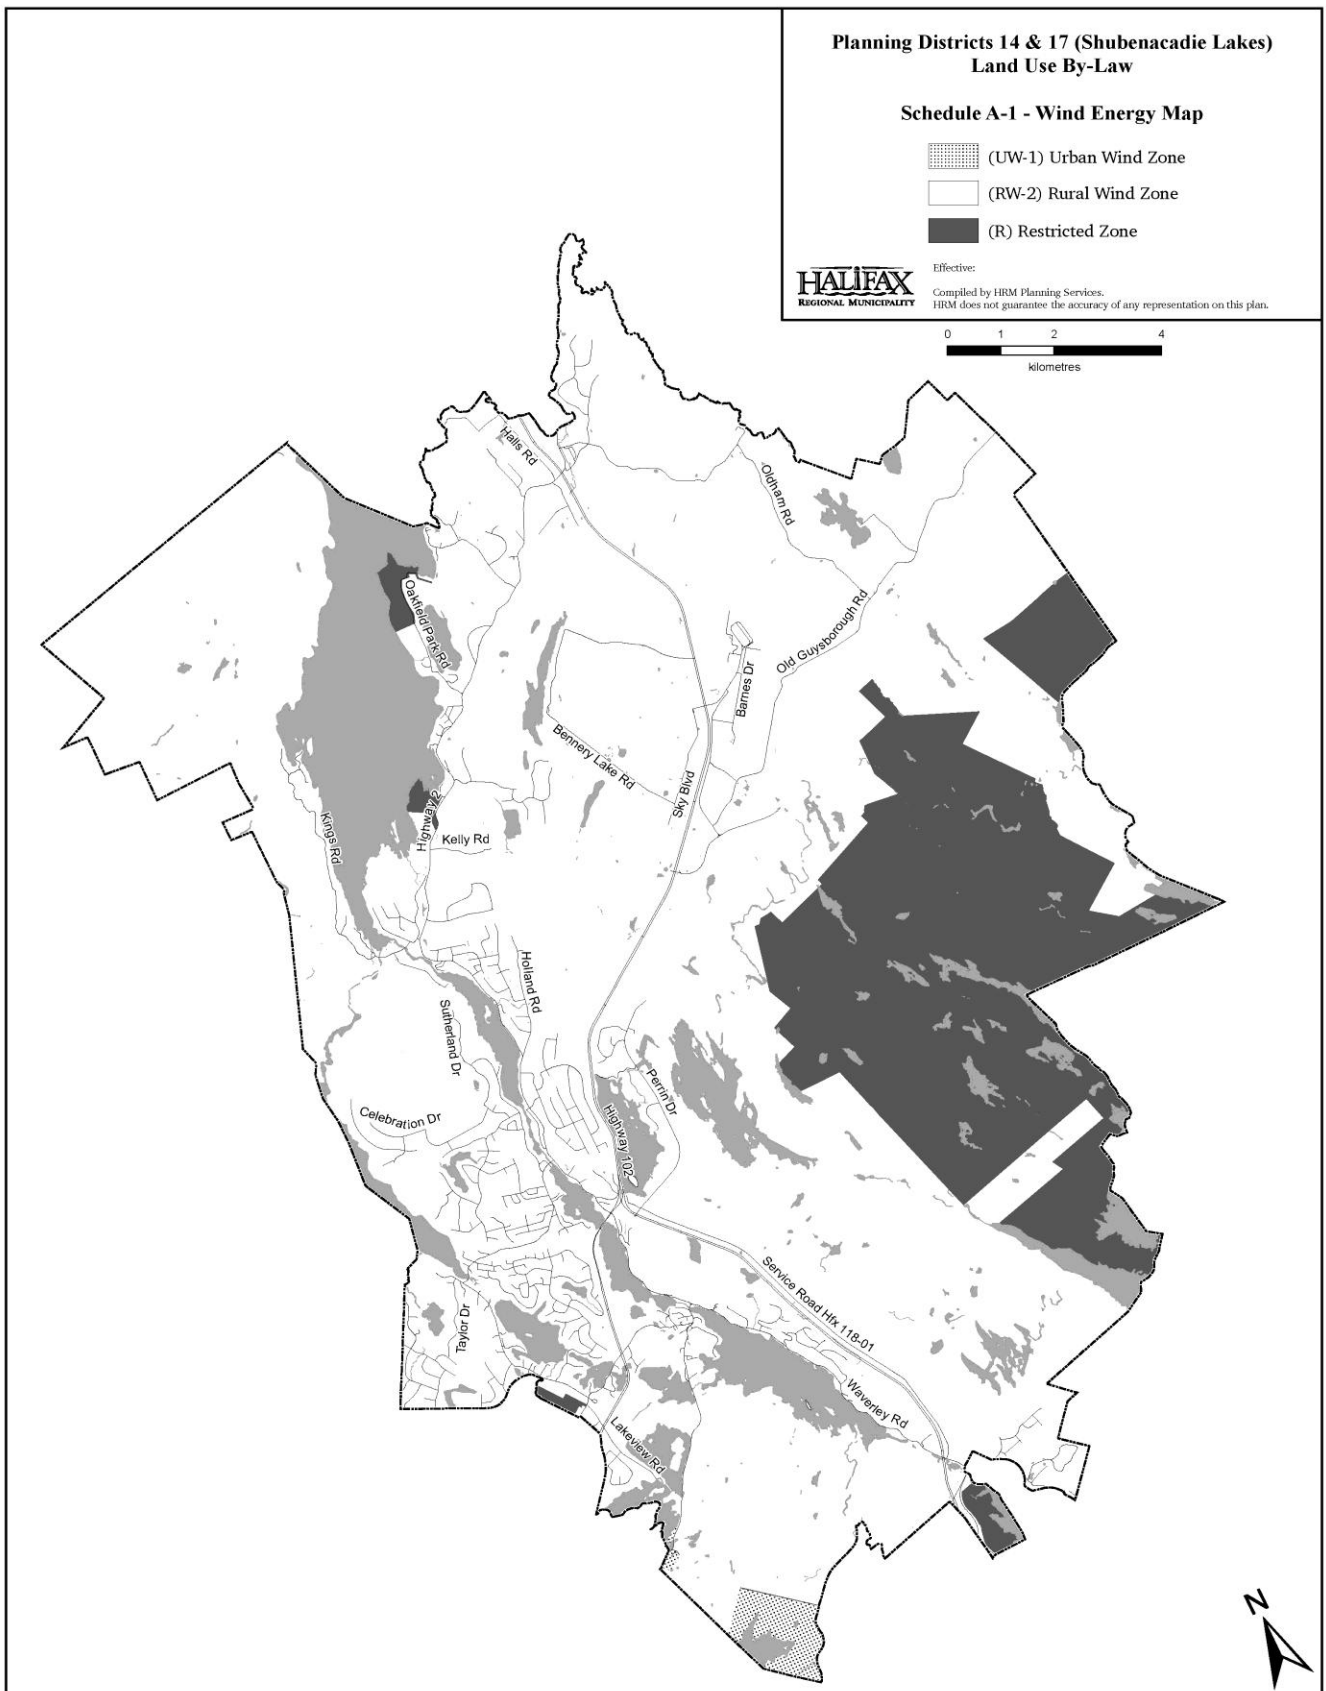 Planning Districts 14 & 17 (Shubenacadie Lakes)
Land Use By-Law
Schedule A-1 - Wind Energy Map
(UW-1) Urban Wind Zone
(RW-2) Rural Wind Zone
(R) Restricted Zone
HALIFAX
REGIONAL MUNICIPALITY
Effective:
Compiled by HRM Planning Services.
HRM does not guarantee the accuracy of any representation on this plan.
0 1 2 4
kilometres
Halls Rd
Oldham Rd
Oakfield Park Rd
Old Guysborough Rd
Barnes Dr
Bennery Lake Rd
Sky Blvd
Highway 2
Kings Rd
Kelly Rd
Holland Rd
Sutherland Dr
Perrin Dr
Celebration Dr
Highway 102
Service Road Hfx 118-01
Taylor Dr
Waverley Rd
Lakeview Rd
N